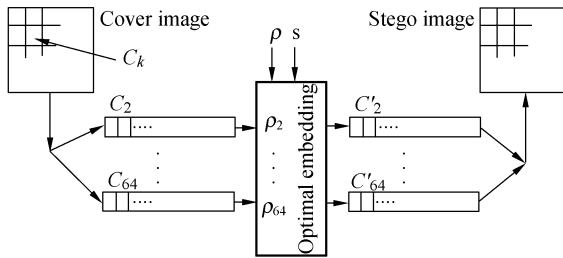 Cover image
Stego image
C_k
ρ s
C_2 ....
C_64 ....
ρ_2
ρ_64
Optimal embedding
C'_2 ....
C'_64 ....